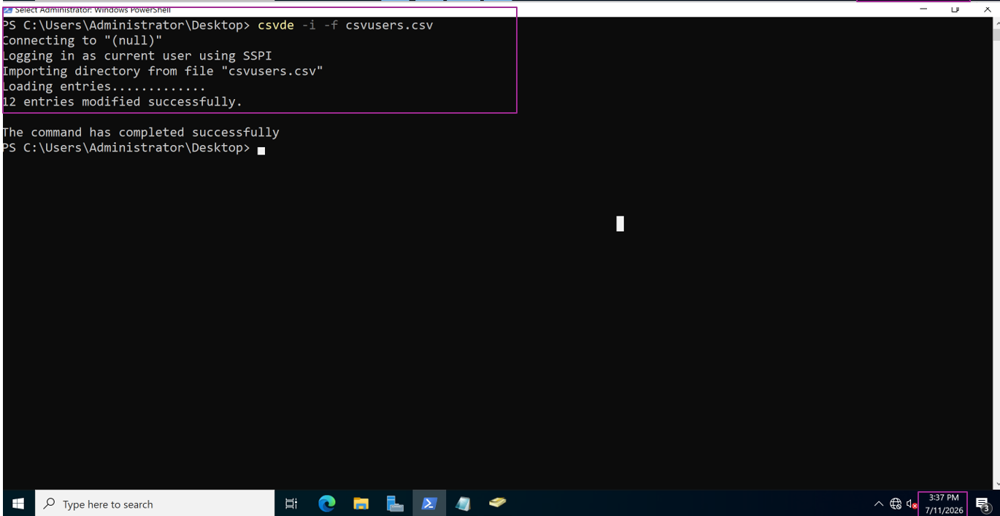 Select Administrator: Windows PowerShell
PS C:\Users\Administrator\Desktop> csvde -i -f csvusers.csv
Connecting to "(null)"
Logging in as current user using SSPI
Importing directory from file "csvusers.csv"
Loading entries.............
12 entries modified successfully.
The command has completed successfully
PS C:\Users\Administrator\Desktop>
Type here to search
3:37 PM
7/11/2026
3